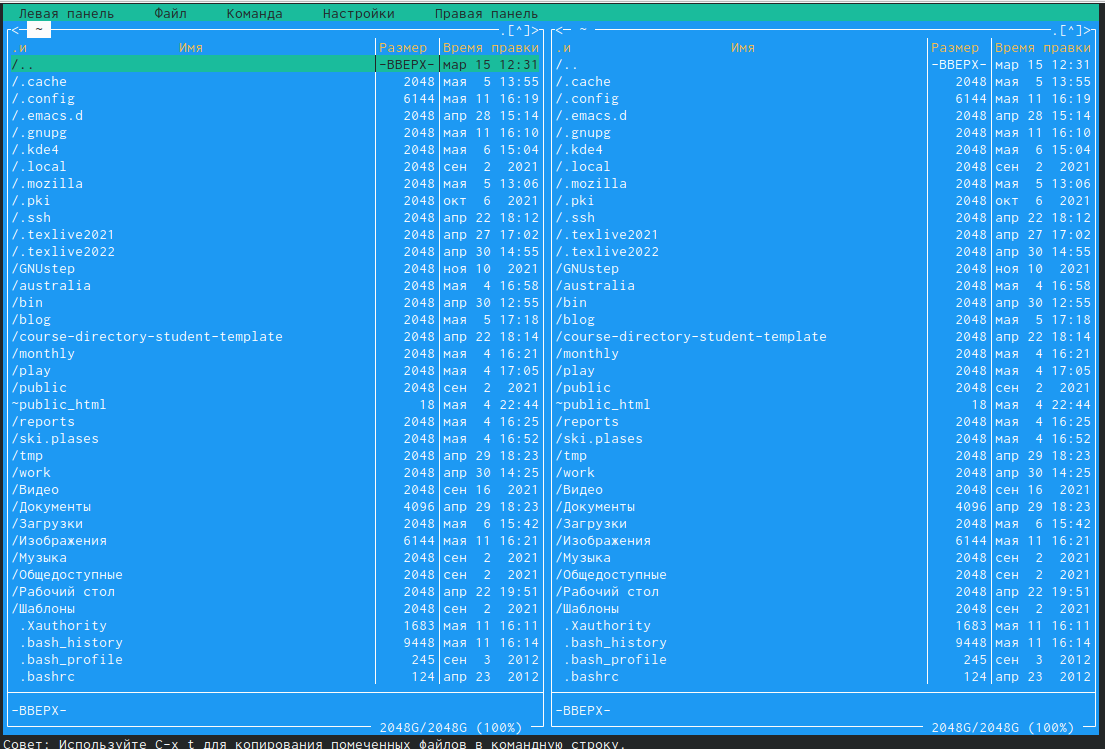 Левая панель Файл Команда Настройки Правая панель
<─ ~ .[^]> <─ ~ .[^]>
.и Имя Размер Время правки .и Имя Размер Время правки
/.. -ВВЕРХ- мар 15 12:31 /.. -ВВЕРХ- мар 15 12:31
/.cache 2048 мая 5 13:55 /.cache 2048 мая 5 13:55
/.config 6144 мая 11 16:19 /.config 6144 мая 11 16:19
/.emacs.d 2048 апр 28 15:14 /.emacs.d 2048 апр 28 15:14
/.gnupg 2048 мая 11 16:10 /.gnupg 2048 мая 11 16:10
/.kde4 2048 мая 6 15:04 /.kde4 2048 мая 6 15:04
/.local 2048 сен 2 2021 /.local 2048 сен 2 2021
/.mozilla 2048 мая 5 13:06 /.mozilla 2048 мая 5 13:06
/.pki 2048 окт 6 2021 /.pki 2048 окт 6 2021
/.ssh 2048 апр 22 18:12 /.ssh 2048 апр 22 18:12
/.texlive2021 2048 апр 27 17:02 /.texlive2021 2048 апр 27 17:02
/.texlive2022 2048 апр 30 14:55 /.texlive2022 2048 апр 30 14:55
/GNUstep 2048 ноя 10 2021 /GNUstep 2048 ноя 10 2021
/australia 2048 мая 4 16:58 /australia 2048 мая 4 16:58
/bin 2048 апр 30 12:55 /bin 2048 апр 30 12:55
/blog 2048 мая 5 17:18 /blog 2048 мая 5 17:18
/course-directory-student-template 2048 апр 22 18:14 /course-directory-student-template 2048 апр 22 18:14
/monthly 2048 мая 4 16:21 /monthly 2048 мая 4 16:21
/play 2048 мая 4 17:05 /play 2048 мая 4 17:05
/public 2048 сен 2 2021 /public 2048 сен 2 2021
~public_html 18 мая 4 22:44 ~public_html 18 мая 4 22:44
/reports 2048 мая 4 16:25 /reports 2048 мая 4 16:25
/ski.plases 2048 мая 4 16:52 /ski.plases 2048 мая 4 16:52
/tmp 2048 апр 29 18:23 /tmp 2048 апр 29 18:23
/work 2048 апр 30 14:25 /work 2048 апр 30 14:25
/Видео 2048 сен 16 2021 /Видео 2048 сен 16 2021
/Документы 4096 апр 29 18:23 /Документы 4096 апр 29 18:23
/Загрузки 2048 мая 6 15:42 /Загрузки 2048 мая 6 15:42
/Изображения 6144 мая 11 16:21 /Изображения 6144 мая 11 16:21
/Музыка 2048 сен 2 2021 /Музыка 2048 сен 2 2021
/Общедоступные 2048 сен 2 2021 /Общедоступные 2048 сен 2 2021
/Рабочий стол 2048 апр 22 19:51 /Рабочий стол 2048 апр 22 19:51
/Шаблоны 2048 сен 2 2021 /Шаблоны 2048 сен 2 2021
.Xauthority 1683 мая 11 16:11 .Xauthority 1683 мая 11 16:11
.bash_history 9448 мая 11 16:14 .bash_history 9448 мая 11 16:14
.bash_profile 245 сен 3 2012 .bash_profile 245 сен 3 2012
.bashrc 124 апр 23 2012 .bashrc 124 апр 23 2012
-ВВЕРХ- -ВВЕРХ-
2048G/2048G (100%) 2048G/2048G (100%)
Совет: Используйте C-x t для копирования помеченных файлов в командную строку.